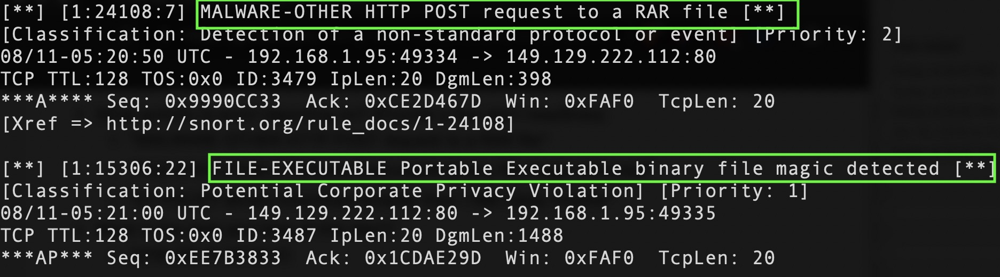 [**] [1:24108:7] MALWARE-OTHER HTTP POST request to a RAR file [**]
[Classification: Detection of a non-standard protocol or event] [Priority: 2]
08/11-05:20:50 UTC - 192.168.1.95:49334 -> 149.129.222.112:80
TCP TTL:128 TOS:0x0 ID:3479 IpLen:20 DgmLen:398
***A**** Seq: 0x9990CC33  Ack: 0xCE2D467D  Win: 0xFAF0  TcpLen: 20
[Xref => http://snort.org/rule_docs/1-24108]

[**] [1:15306:22] FILE-EXECUTABLE Portable Executable binary file magic detected [**]
[Classification: Potential Corporate Privacy Violation] [Priority: 1]
08/11-05:21:00 UTC - 149.129.222.112:80 -> 192.168.1.95:49335
TCP TTL:128 TOS:0x0 ID:3487 IpLen:20 DgmLen:1488
***AP*** Seq: 0xEE7B3833  Ack: 0x1CDAE29D  Win: 0xFAF0  TcpLen: 20